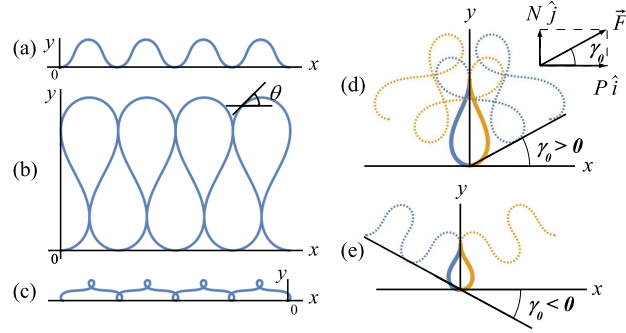 (a)
y
0
x
(b)
y
θ
0
x
(c)
y
0
x
(d)
y
N ĵ
F⃗
γ₀
P î
γ₀ > 0
x
(e)
y
x
γ₀ < 0